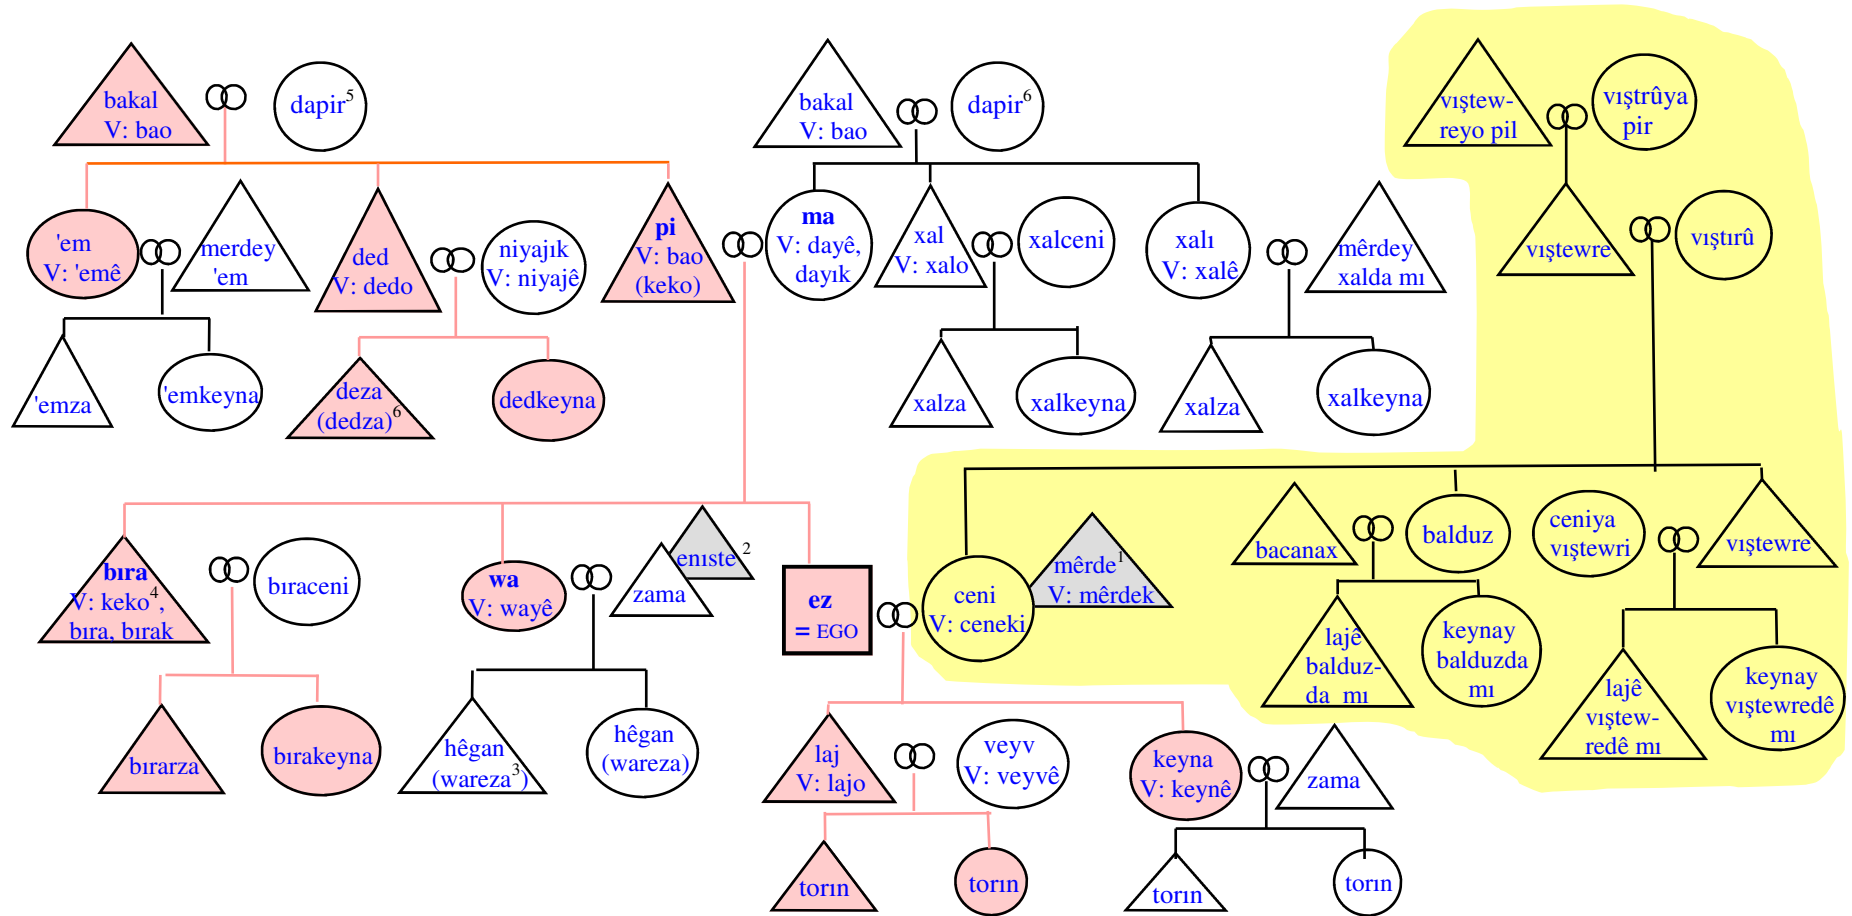 bakal
V: bao
dapir5
bakal
V: bao
dapir6
vıştew-
reyo pil
vıştrûya
pir
'em
V: 'emê
merdey
'em
ded
V: dedo
niyajık
V: niyajê
pi
V: bao
(keko)
ma
V: dayê,
dayık
xal
V: xalo
xalceni
xalı
V: xalê
mêrdey
xalda mı
vıştewre
vıştırû
'emza
'emkeyna
deza
(dedza)6
dedkeyna
xalza
xalkeyna
xalza
xalkeyna
bıra
V: keko4,
bıra, bırak
bıraceni
wa
V: wayê
zama
enıste2
ez
= EGO
ceni
V: ceneki
mêrde1
V: mêrdek
bacanax
balduz
ceniya
vıştewri
vıştewre
lajê
balduz-
da mı
keynay
balduzda
mı
lajê
vıştew-
redê mı
keynay
vıştewredê
mı
bırarza
bırakeyna
hêgan
(wareza3)
hêgan
(wareza)
laj
V: lajo
veyv
V: veyvê
keyna
V: keynê
zama
torın
torın
torın
torın